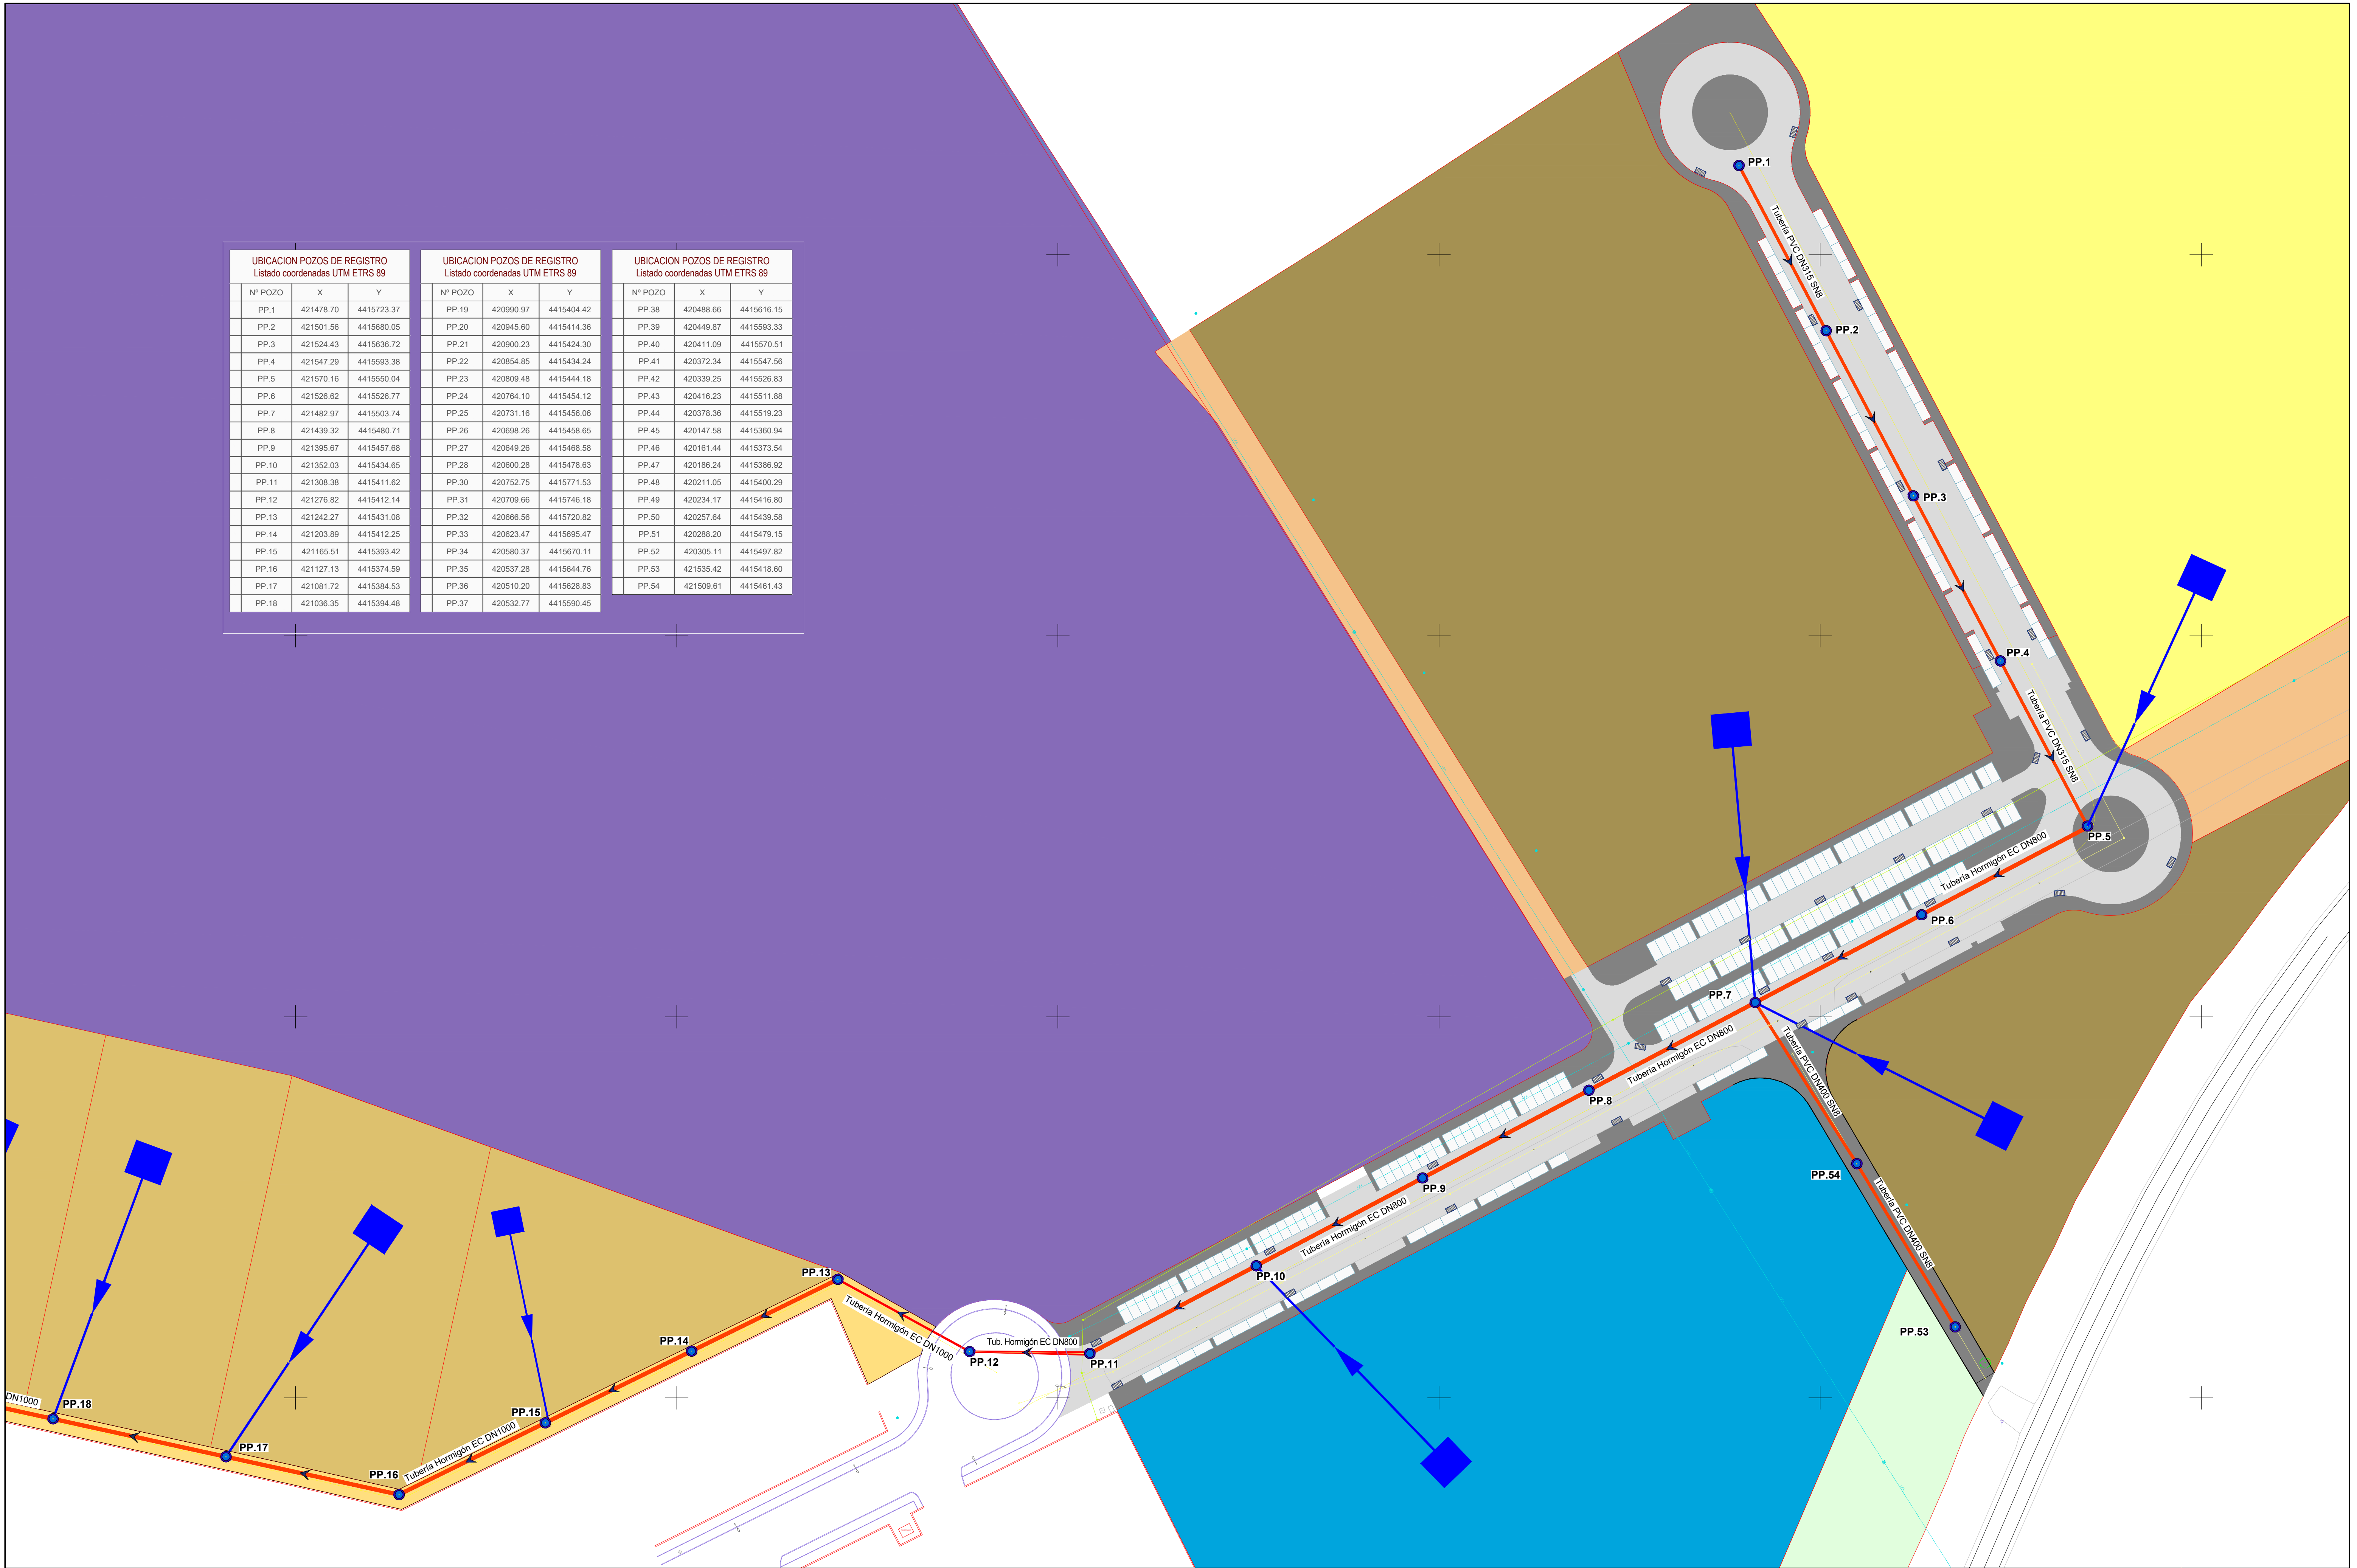 UBICACION POZOS DE REGISTRO
Listado coordenadas UTM ETRS 89
Nº POZO X Y
PP.1 421478.70 4415723.37
PP.2 421501.56 4415680.05
PP.3 421524.43 4415636.72
PP.4 421547.29 4415593.38
PP.5 421570.16 4415550.04
PP.6 421526.62 4415526.77
PP.7 421482.97 4415503.74
PP.8 421439.32 4415480.71
PP.9 421395.67 4415457.68
PP.10 421352.03 4415434.65
PP.11 421308.38 4415411.62
PP.12 421276.82 4415412.14
PP.13 421242.27 4415431.08
PP.14 421203.89 4415412.25
PP.15 421165.51 4415393.42
PP.16 421127.13 4415374.59
PP.17 421081.72 4415384.53
PP.18 421036.35 4415394.48
UBICACION POZOS DE REGISTRO
Listado coordenadas UTM ETRS 89
Nº POZO X Y
PP.19 420990.97 4415404.42
PP.20 420945.60 4415414.36
PP.21 420900.23 4415424.30
PP.22 420854.85 4415434.24
PP.23 420809.48 4415444.18
PP.24 420764.10 4415454.12
PP.25 420731.16 4415456.06
PP.26 420698.26 4415458.65
PP.27 420649.26 4415468.58
PP.28 420600.28 4415478.63
PP.30 420752.75 4415771.53
PP.31 420709.66 4415746.18
PP.32 420666.56 4415720.82
PP.33 420623.47 4415695.47
PP.34 420580.37 4415670.11
PP.35 420537.28 4415644.76
PP.36 420510.20 4415628.83
PP.37 420532.77 4415590.45
UBICACION POZOS DE REGISTRO
Listado coordenadas UTM ETRS 89
Nº POZO X Y
PP.38 420488.66 4415616.15
PP.39 420449.87 4415593.33
PP.40 420411.09 4415570.51
PP.41 420372.34 4415547.56
PP.42 420339.25 4415526.83
PP.43 420416.23 4415511.88
PP.44 420378.36 4415519.23
PP.45 420147.58 4415360.94
PP.46 420161.44 4415373.54
PP.47 420186.24 4415386.92
PP.48 420211.05 4415400.29
PP.49 420234.17 4415416.80
PP.50 420257.64 4415439.58
PP.51 420288.20 4415479.15
PP.52 420305.11 4415497.82
PP.53 421535.42 4415418.60
PP.54 421509.61 4415461.43
PP.1
Tubería PVC DN315 SN8
PP.2
PP.3
PP.4
Tubería PVC DN315 SN8
PP.5
Tubería Hormigón EC DN800
PP.6
PP.7
Tubería Hormigón EC DN800
Tubería PVC DN400 SN8
PP.8
PP.54
PP.9
Tubería PVC DN400 SN8
Tubería Hormigón EC DN800
PP.10
PP.13
Tubería Hormigón EC DN1000
PP.53
PP.14
Tub. Hormigón EC DN800
PP.12
PP.11
DN1000
PP.18
PP.15
Tubería Hormigón EC DN1000
PP.17
PP.16